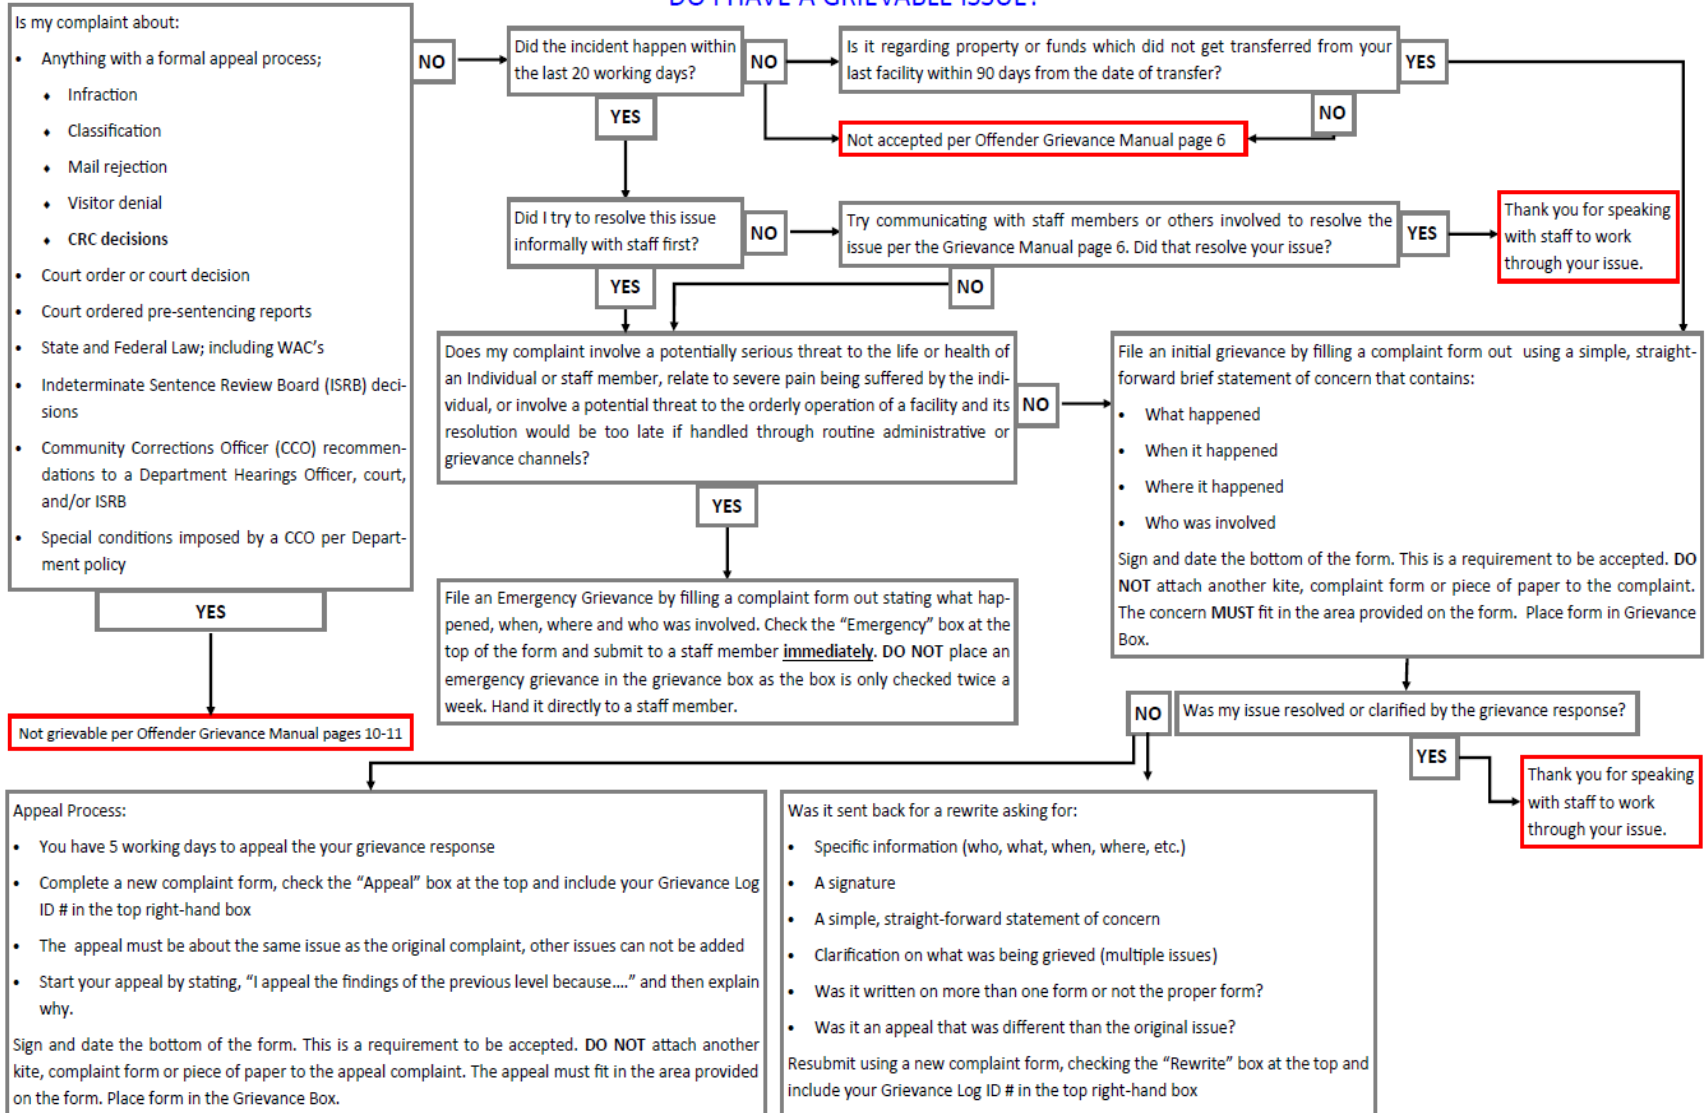 DO I HAVE A GRIEVABLE ISSUE?
Is my complaint about:
• Anything with a formal appeal process;
♦ Infraction
♦ Classification
♦ Mail rejection
♦ Visitor denial
♦ CRC decisions
• Court order or court decision
• Court ordered pre-sentencing reports
• State and Federal Law; including WAC's
• Indeterminate Sentence Review Board (ISRB) deci-
sions
• Community Corrections Officer (CCO) recommen-
dations to a Department Hearings Officer, court,
and/or ISRB
• Special conditions imposed by a CCO per Depart-
ment policy
YES
Not grievable per Offender Grievance Manual pages 10-11
NO
Did the incident happen within
the last 20 working days?
NO
Is it regarding property or funds which did not get transferred from your
last facility within 90 days from the date of transfer?
YES
NO
Not accepted per Offender Grievance Manual page 6
YES
Did I try to resolve this issue
informally with staff first?
NO
Try communicating with staff members or others involved to resolve the
issue per the Grievance Manual page 6. Did that resolve your issue?
YES
Thank you for speaking
with staff to work
through your issue.
YES
NO
Does my complaint involve a potentially serious threat to the life or health of
an Individual or staff member, relate to severe pain being suffered by the indi-
vidual, or involve a potential threat to the orderly operation of a facility and its
resolution would be too late if handled through routine administrative or
grievance channels?
NO
YES
File an Emergency Grievance by filling a complaint form out stating what hap-
pened, when, where and who was involved. Check the “Emergency” box at the
top of the form and submit to a staff member immediately. DO NOT place an
emergency grievance in the grievance box as the box is only checked twice a
week. Hand it directly to a staff member.
File an initial grievance by filling a complaint form out using a simple, straight-
forward brief statement of concern that contains:
• What happened
• When it happened
• Where it happened
• Who was involved
Sign and date the bottom of the form. This is a requirement to be accepted. DO
NOT attach another kite, complaint form or piece of paper to the complaint.
The concern MUST fit in the area provided on the form. Place form in Grievance
Box.
NO
Was my issue resolved or clarified by the grievance response?
YES
Thank you for speaking
with staff to work
through your issue.
Appeal Process:
• You have 5 working days to appeal the your grievance response
• Complete a new complaint form, check the “Appeal” box at the top and include your Grievance Log
ID # in the top right-hand box
• The appeal must be about the same issue as the original complaint, other issues can not be added
• Start your appeal by stating, “I appeal the findings of the previous level because....” and then explain
why.
Sign and date the bottom of the form. This is a requirement to be accepted. DO NOT attach another
kite, complaint form or piece of paper to the appeal complaint. The appeal must fit in the area provided
on the form. Place form in the Grievance Box.
Was it sent back for a rewrite asking for:
• Specific information (who, what, when, where, etc.)
• A signature
• A simple, straight-forward statement of concern
• Clarification on what was being grieved (multiple issues)
• Was it written on more than one form or not the proper form?
• Was it an appeal that was different than the original issue?
Resubmit using a new complaint form, checking the “Rewrite” box at the top and
include your Grievance Log ID # in the top right-hand box